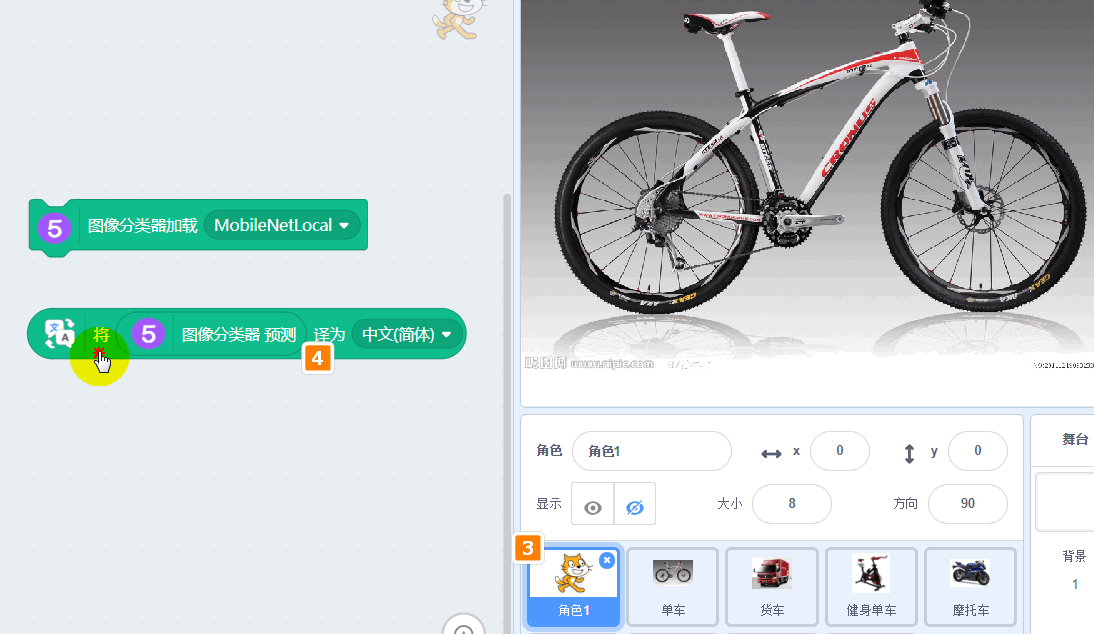 5 图像分类器加载 MobileNetLocal
文 A 将 5 图像分类器 预测 译为 中文(简体)
4
CRONUS
昵图网 www.nipic.com
角色 角色1 x 0 y 0
显示 大小 8 方向 90
3
角色1 单车 货车 健身单车 摩托车
舞台
背景
1